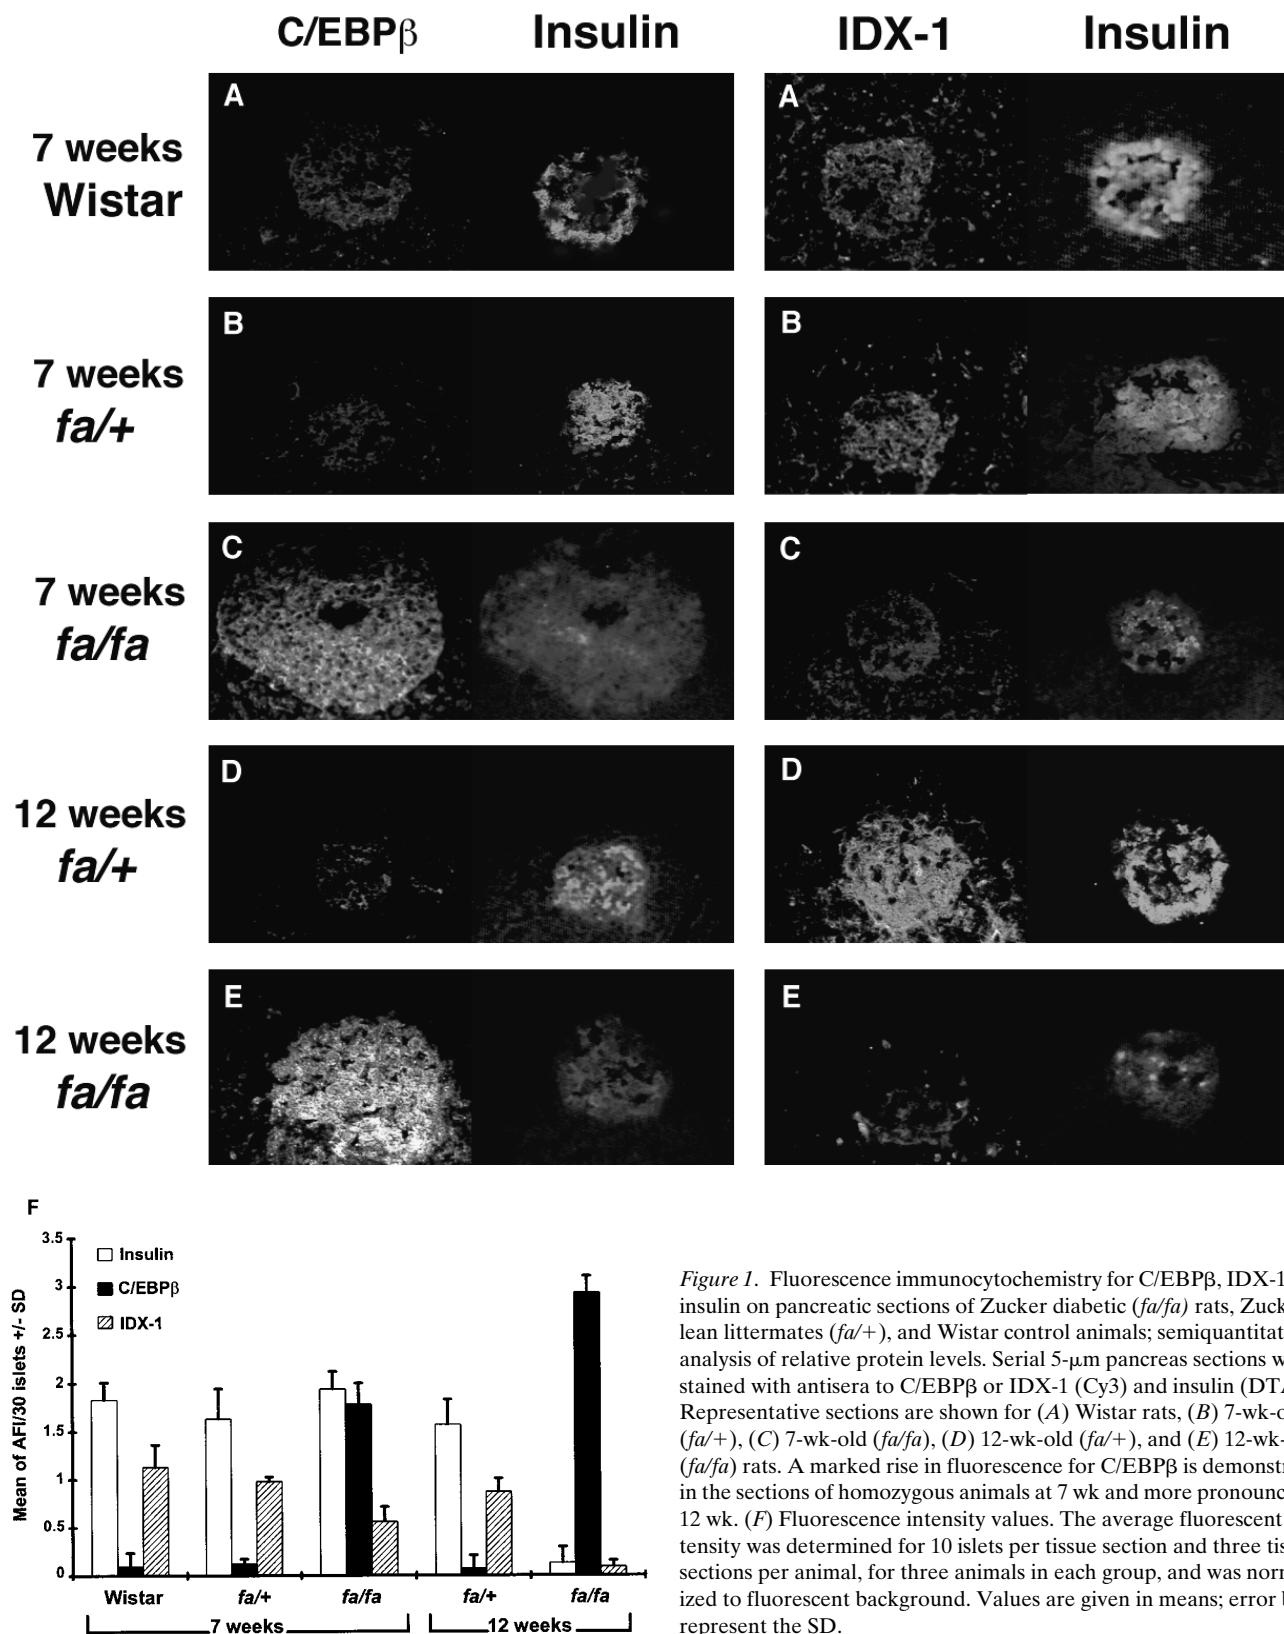 C/EBPβ Insulin IDX-1 Insulin
7 weeks
Wistar
A A
7 weeks
fa/+
B B
7 weeks
fa/fa
C C
12 weeks
fa/+
D D
12 weeks
fa/fa
E E
F
Mean of AFI/30 islets +/- SD
3.5
3
2.5
2
1.5
1
0.5
0
Insulin
C/EBPβ
IDX-1
Wistar fa/+ fa/fa fa/+ fa/fa
7 weeks 12 weeks
Figure 1. Fluorescence immunocytochemistry for C/EBPβ, IDX-1
insulin on pancreatic sections of Zucker diabetic (fa/fa) rats, Zuck
lean littermates (fa/+), and Wistar control animals; semiquantitat
analysis of relative protein levels. Serial 5-μm pancreas sections w
stained with antisera to C/EBPβ or IDX-1 (Cy3) and insulin (DTA
Representative sections are shown for (A) Wistar rats, (B) 7-wk-o
(fa/+), (C) 7-wk-old (fa/fa), (D) 12-wk-old (fa/+), and (E) 12-wk-
(fa/fa) rats. A marked rise in fluorescence for C/EBPβ is demonstr
in the sections of homozygous animals at 7 wk and more pronounc
12 wk. (F) Fluorescence intensity values. The average fluorescent
tensity was determined for 10 islets per tissue section and three tis
sections per animal, for three animals in each group, and was norm
ized to fluorescent background. Values are given in means; error b
represent the SD.